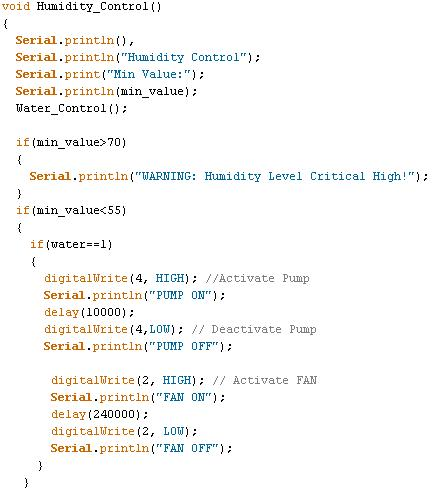 void Humidity_Control()
{
  Serial.println(),
  Serial.println("Humidity Control");
  Serial.print("Min Value:");
  Serial.println(min_value);
  Water_Control();

  if(min_value>70)
  {
    Serial.println("WARNING: Humidity Level Critical High!");
  }
  if(min_value<55)
  {
    if(water==1)
    {
      digitalWrite(4, HIGH); //Activate Pump
      Serial.println("PUMP ON");
      delay(10000);
      digitalWrite(4,LOW); // Deactivate Pump
      Serial.println("PUMP OFF");

       digitalWrite(2, HIGH); // Activate FAN
       Serial.println("FAN ON");
       delay(240000);
       digitalWrite(2, LOW);
       Serial.println("FAN OFF");
     }
   }